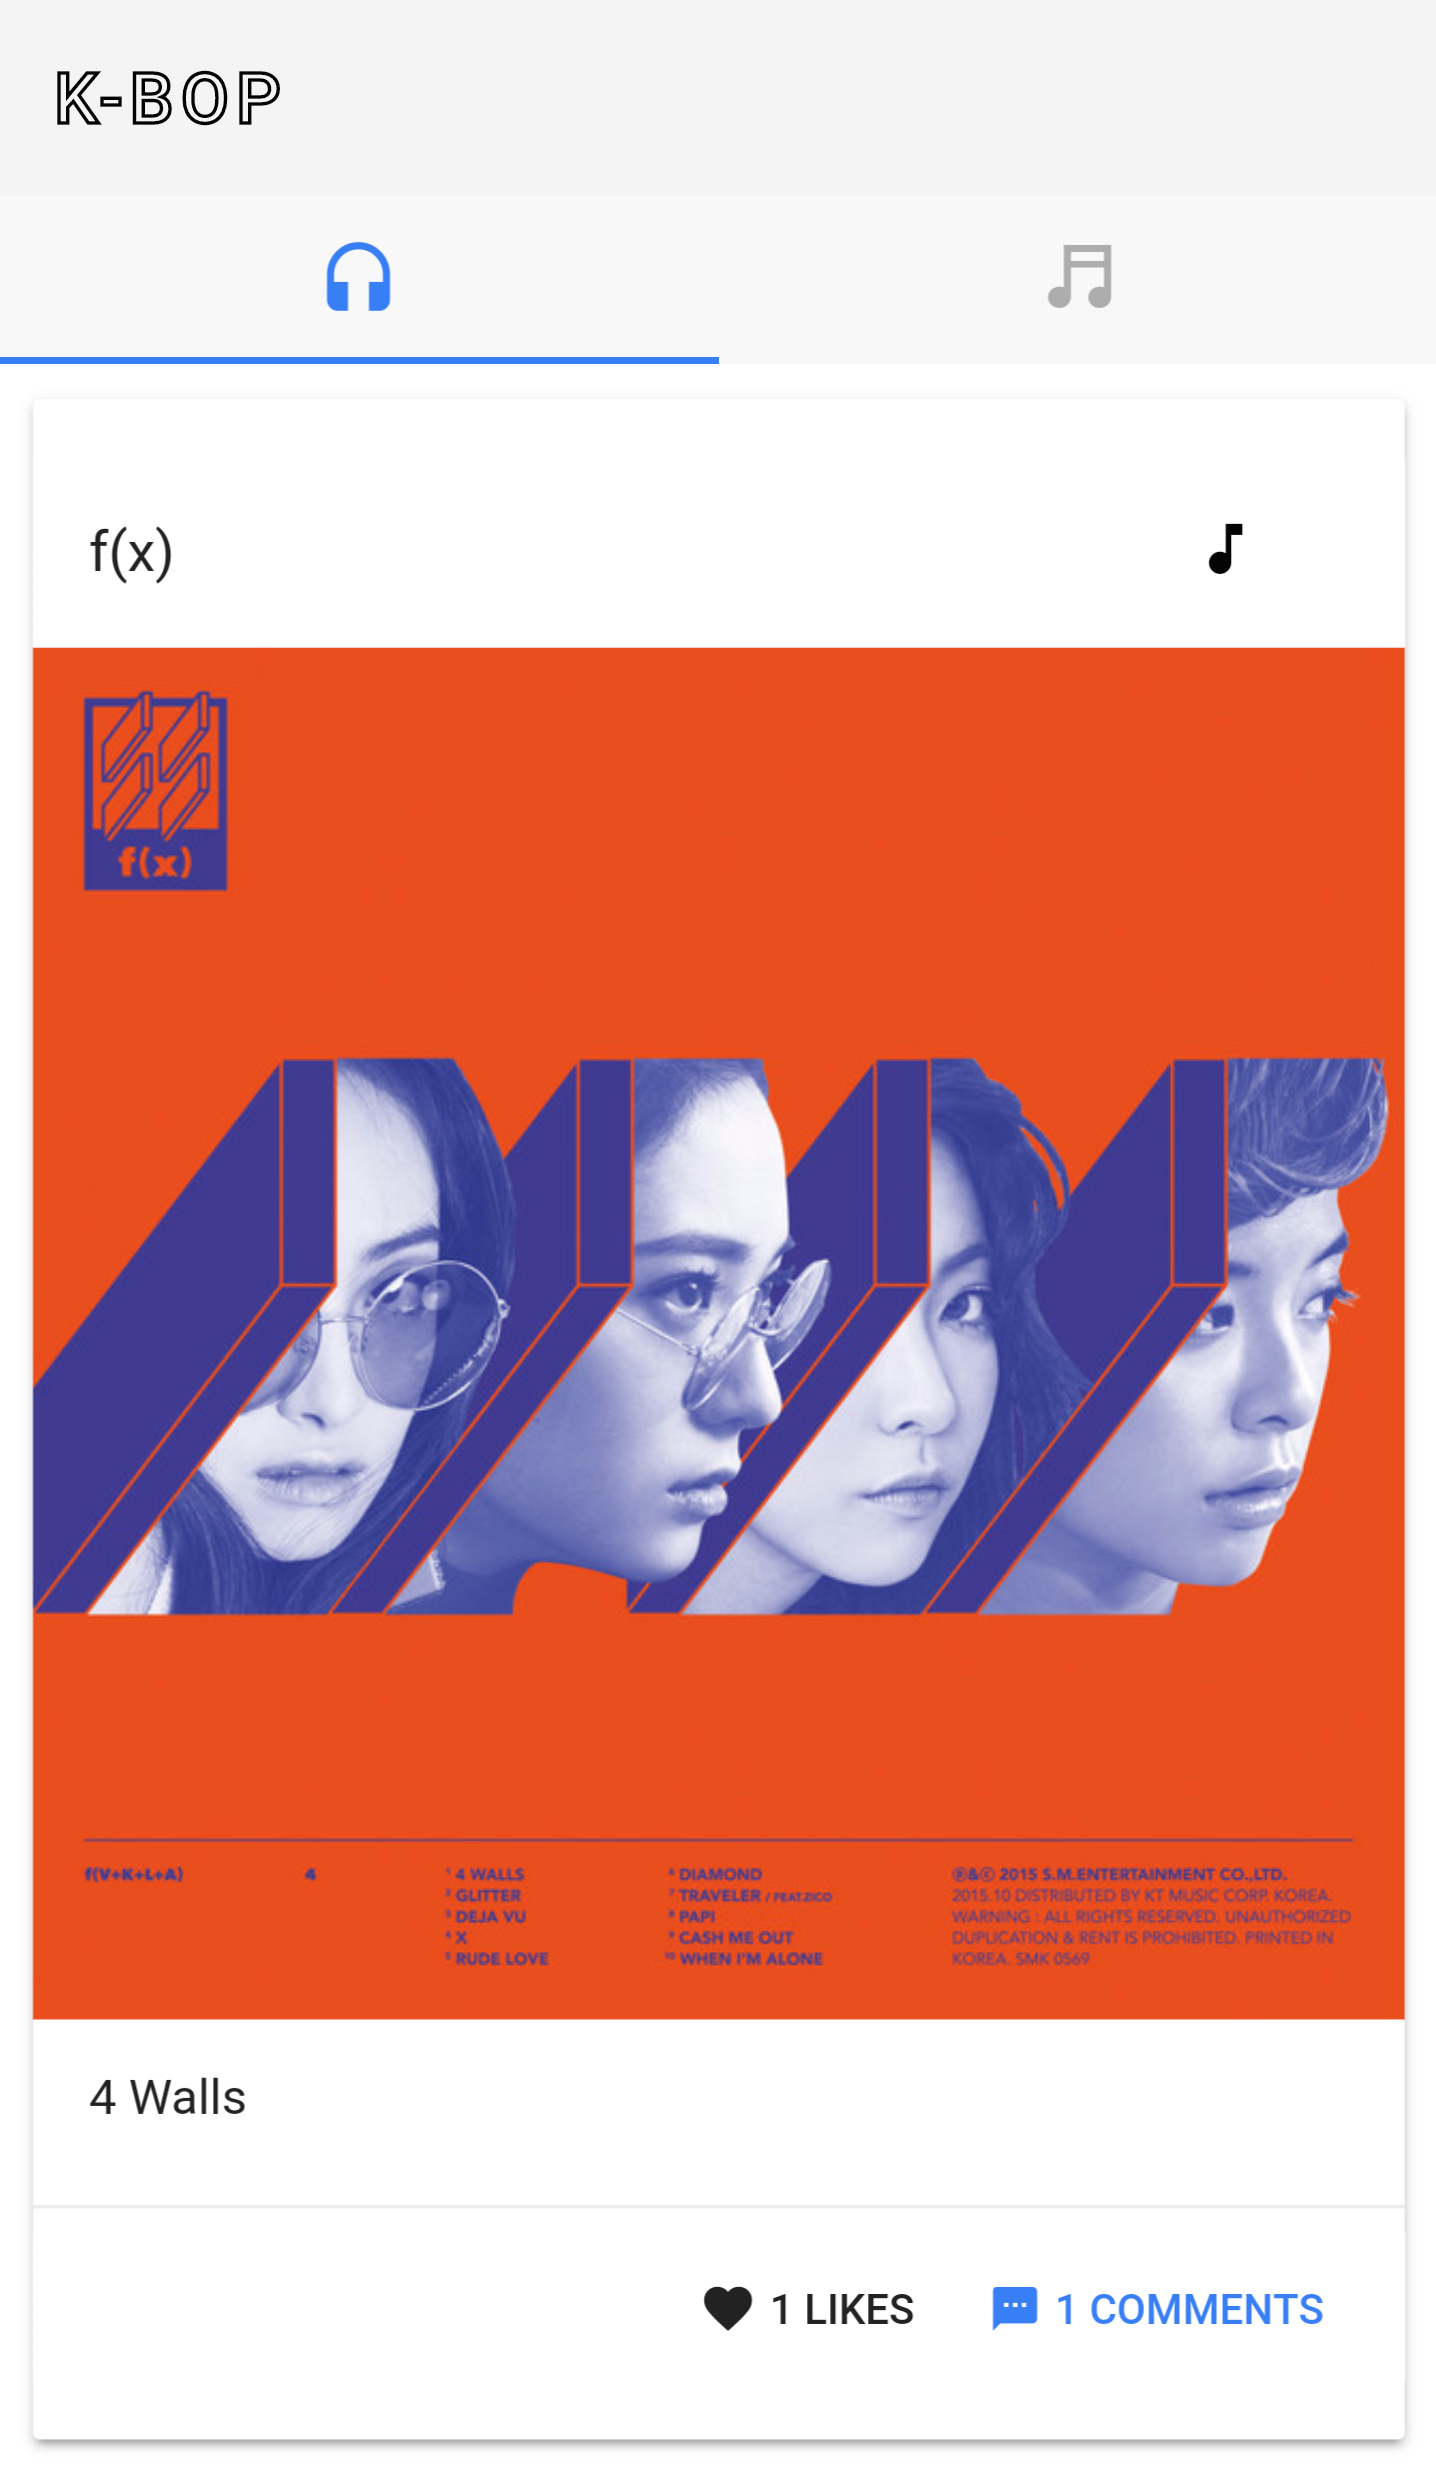 K-BOP
f(x)
f(x)
f(V+K+L+A)
4
1 4 WALLS
2 GLITTER
3 DEJA VU
4 X
5 RUDE LOVE
6 DIAMOND
7 TRAVELER / FEAT.ZICO
8 PAPI
9 CASH ME OUT
10 WHEN I'M ALONE
℗&© 2015 S.M.ENTERTAINMENT CO.,LTD.
2015.10 DISTRIBUTED BY KT MUSIC CORP. KOREA.
WARNING : ALL RIGHTS RESERVED. UNAUTHORIZED
DUPLICATION & RENT IS PROHIBITED. PRINTED IN
KOREA. SMK 0569
4 Walls
1 LIKES
1 COMMENTS